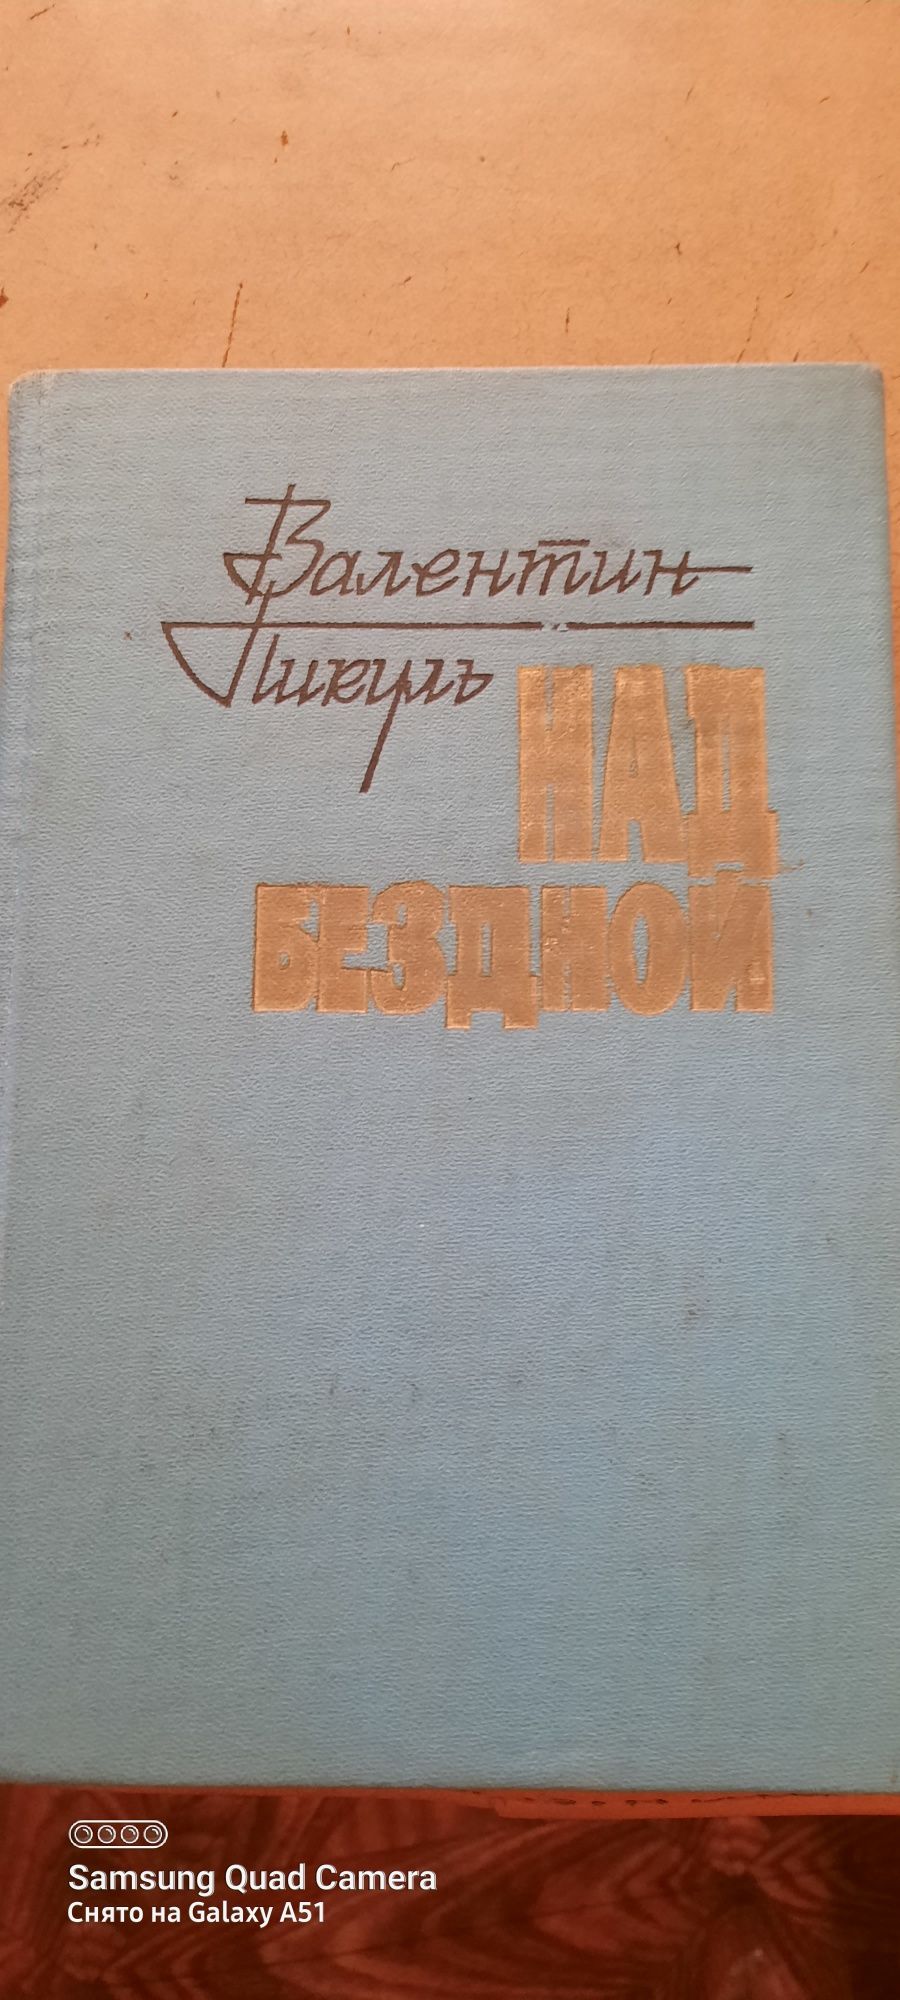 Валентин
Пикуль
НАД
БЕЗДНОЙ
Samsung Quad Camera
Снято на Galaxy A51